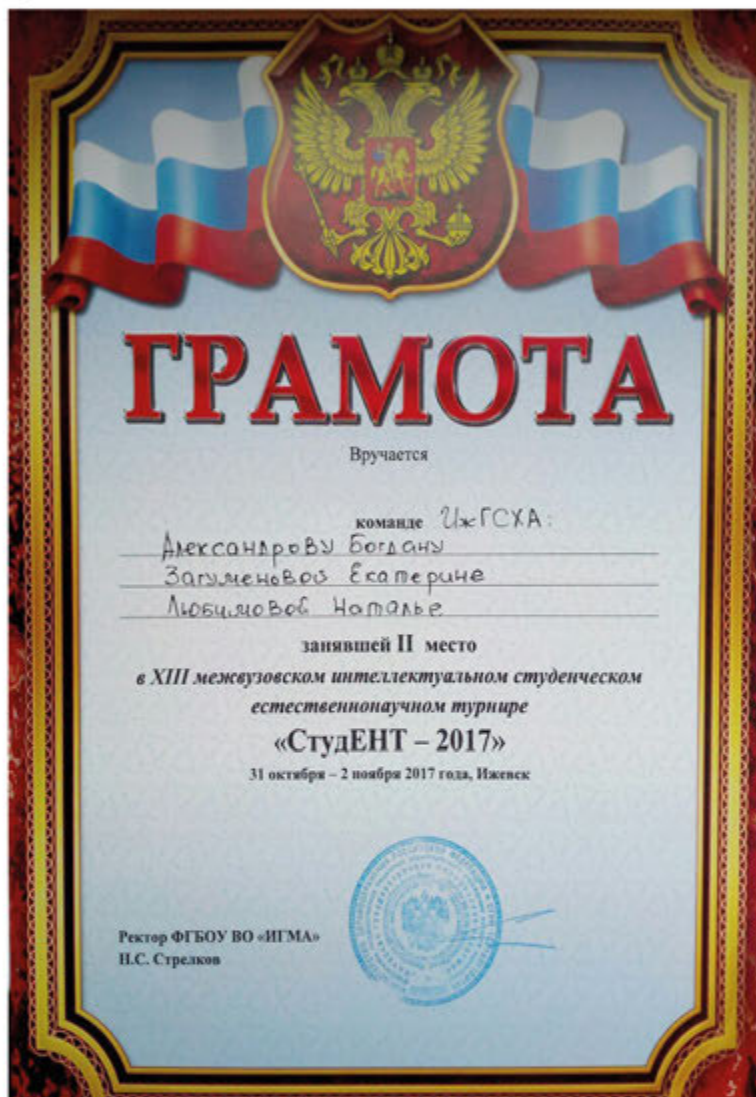 ГРАМОТА
Вручается
команде ИжГСХА:
Александрову Богдану
Загуменовой Екатерине
Любимовой Наталье
занявшей II место
в XIII межвузовском интеллектуальном студенческом
естественнонаучном турнире
«СтудЕНТ – 2017»
31 октября – 2 ноября 2017 года, Ижевск
Ректор ФГБОУ ВО «ИГМА»
Н.С. Стрелков